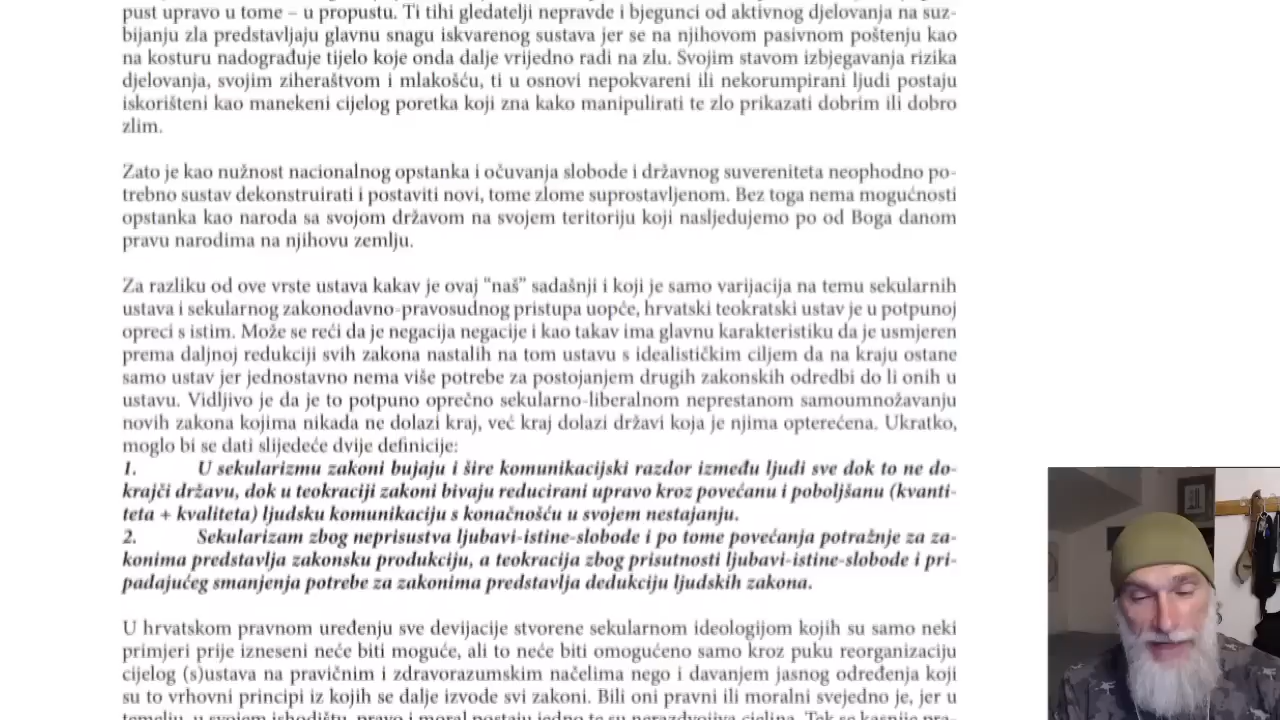 pust upravo u tome – u propustu. Ti tihi gledatelji nepravde i bjegunci od aktivnog djelovanja na suz-
bijanju zla predstavljaju glavnu snagu iskvarenog sustava jer se na njihovom pasivnom poštenju kao
na kosturu nadograđuje tijelo koje onda dalje vrijedno radi na zlu. Svojim stavom izbjegavanja rizika
djelovanja, svojim ziheraštvom i mlakošću, ti u osnovi nepokvareni ili nekorumpirani ljudi postaju
iskorišteni kao manekeni cijelog poretka koji zna kako manipulirati te zlo prikazati dobrim ili dobro
zlim.
Zato je kao nužnost nacionalnog opstanka i očuvanja slobode i državnog suvereniteta neophodno po-
trebno sustav dekonstruirati i postaviti novi, tome zlome suprostavljenom. Bez toga nema mogućnosti
opstanka kao naroda sa svojom državom na svojem teritoriju koji nasljedujemo po od Boga danom
pravu narodima na njihovu zemlju.
Za razliku od ove vrste ustava kakav je ovaj "naš" sadašnji i koji je samo varijacija na temu sekularnih
ustava i sekularnog zakonodavno-pravosudnog pristupa uopće, hrvatski teokratski ustav je u potpunoj
opreci s istim. Može se reći da je negacija negacije i kao takav ima glavnu karakteristiku da je usmjeren
prema daljnoj redukciji svih zakona nastalih na tom ustavu s idealističkim ciljem da na kraju ostane
samo ustav jer jednostavno nema više potrebe za postojanjem drugih zakonskih odredbi do li onih u
ustavu. Vidljivo je da je to potpuno oprečno sekularno-liberalnom neprestanom samoumnožavanju
novih zakona kojima nikada ne dolazi kraj, već kraj dolazi državi koja je njima opterećena. Ukratko,
moglo bi se dati slijedeće dvije definicije:
1. U sekularizmu zakoni bujaju i šire komunikacijski razdor između ljudi sve dok to ne do-
krajči državu, dok u teokraciji zakoni bivaju reducirani upravo kroz povećanu i poboljšanu (kvanti-
teta + kvaliteta) ljudsku komunikaciju s konačnošću u svojem nestajanju.
2. Sekularizam zbog neprisustva ljubavi-istine-slobode i po tome povećanja potražnje za za-
konima predstavlja zakonsku produkciju, a teokracija zbog prisutnosti ljubavi-istine-slobode i pri-
padajućeg smanjenja potrebe za zakonima predstavlja dedukciju ljudskih zakona.
U hrvatskom pravnom uređenju sve devijacije stvorene sekularnom ideologijom kojih su samo neki
primjeri prije izneseni neće biti moguće, ali to neće biti omogućeno samo kroz puku reorganizaciju
cijelog (s)ustava na pravičnim i zdravorazumskim načelima nego i davanjem jasnog određenja koji
su to vrhovni principi iz kojih se dalje izvode svi zakoni. Bili oni pravni ili moralni svejedno je, jer u
temelju, u svojem ishodištu, pravo i moral postaju jedno te su nerazdvojiva cjelina. Tek se kasnije pra-